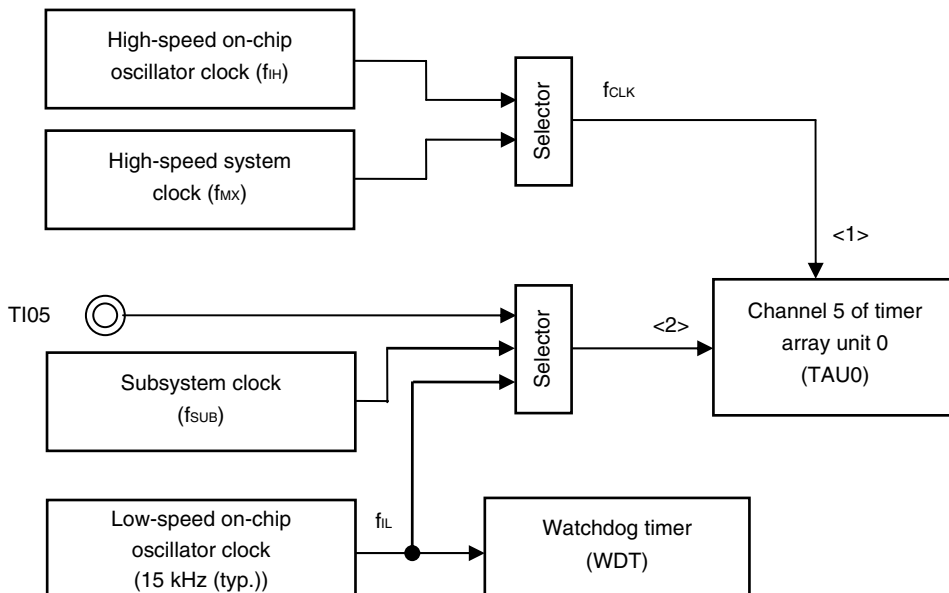 High-speed on-chip
oscillator clock (fIH)
Selector
fCLK
High-speed system
clock (fMX)
<1>
TI05
Selector
<2>
Channel 5 of timer
array unit 0
(TAU0)
Subsystem clock
(fSUB)
Low-speed on-chip
oscillator clock
(15 kHz (typ.))
fIL
Watchdog timer
(WDT)